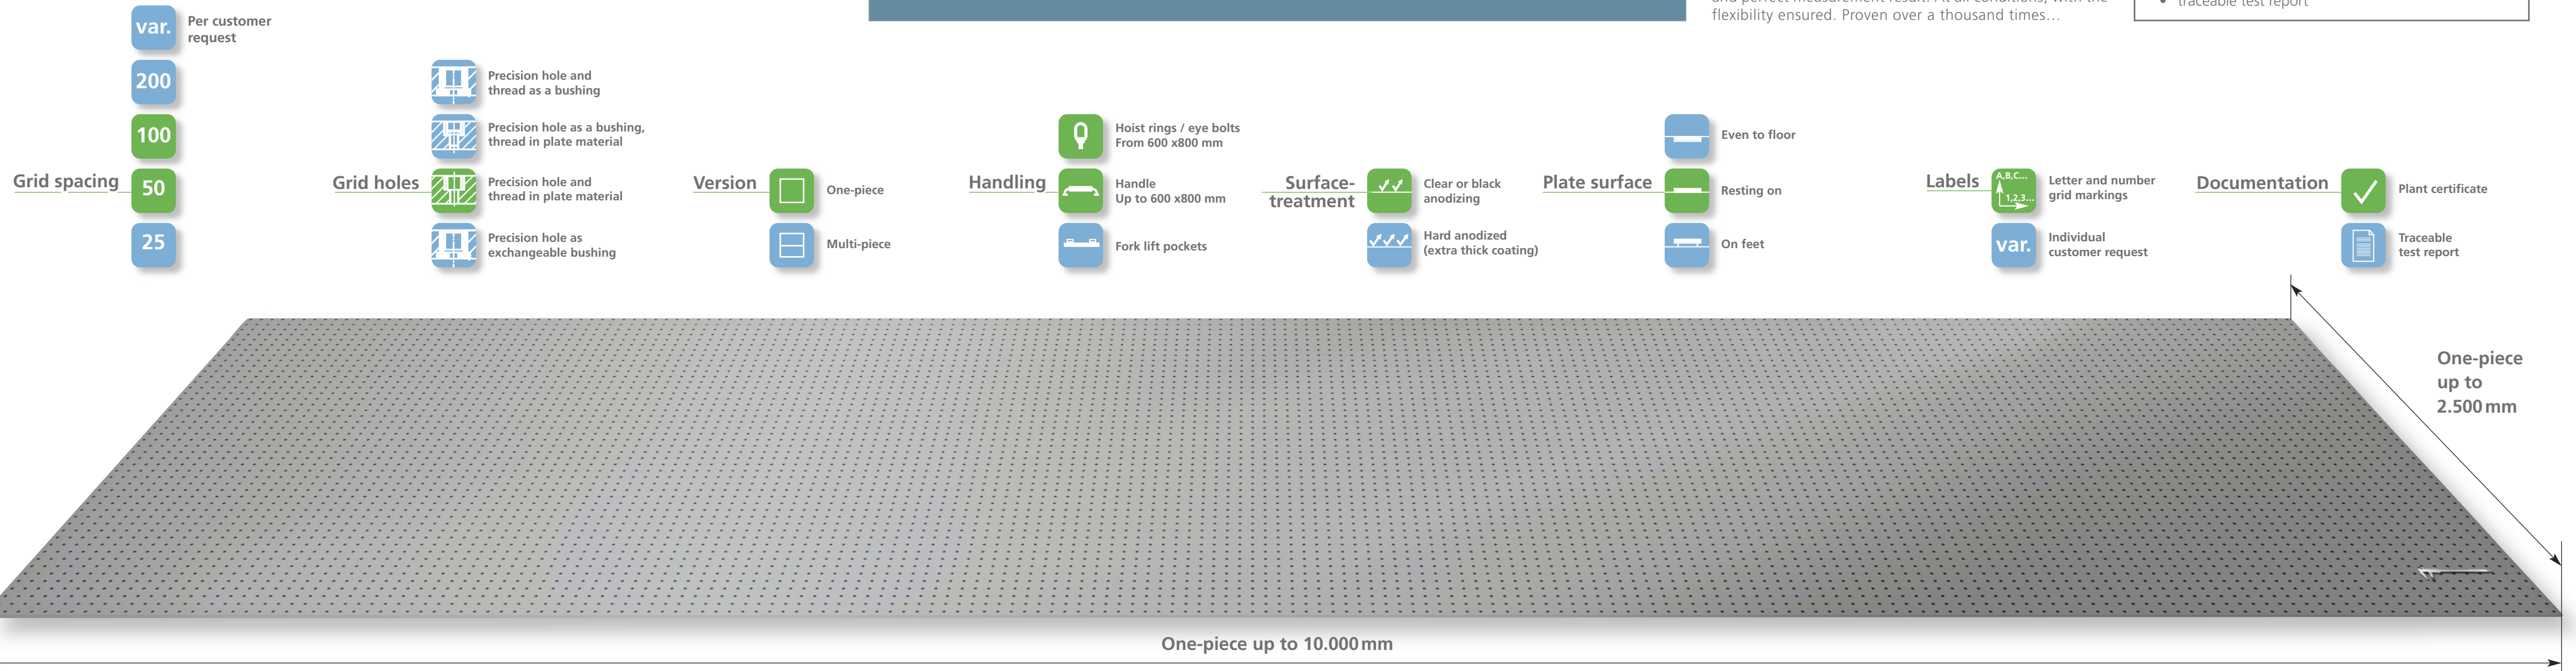 flexibility ensured. Proven over a thousand times…
traceable test report
var.
Per customer
request
200
100
50
25
Grid spacing
Grid holes
Precision hole and
thread as a bushing
Precision hole as a bushing,
thread in plate material
Precision hole and
thread in plate material
Precision hole as
exchangeable bushing
Version
One-piece
Multi-piece
Handling
Hoist rings / eye bolts
From 600 x800 mm
Handle
Up to 600 x800 mm
Fork lift pockets
Surface-
treatment
Clear or black
anodizing
Hard anodized
(extra thick coating)
Plate surface
Even to floor
Resting on
On feet
Labels
A,B,C...
1,2,3...
Letter and number
grid markings
var.
Individual
customer request
Documentation
Plant certificate
Traceable
test report
One-piece
up to
2.500 mm
One-piece up to 10.000 mm